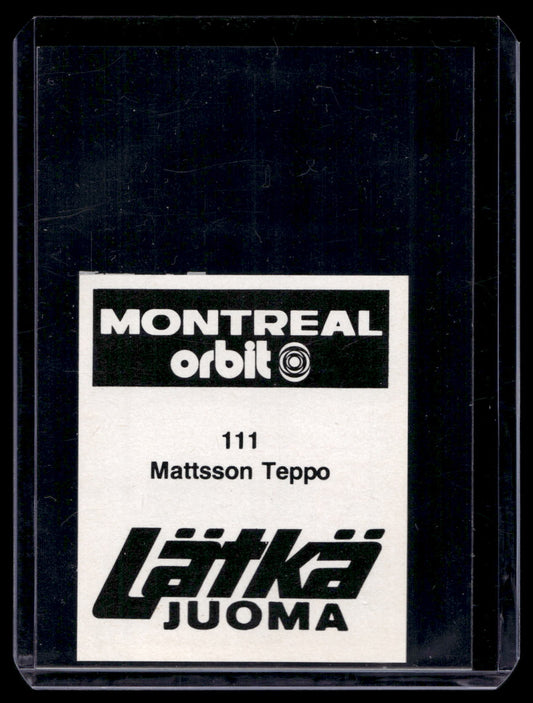 MONTREAL
orbit
111
Mattsson Teppo
Lätkä
JUOMA